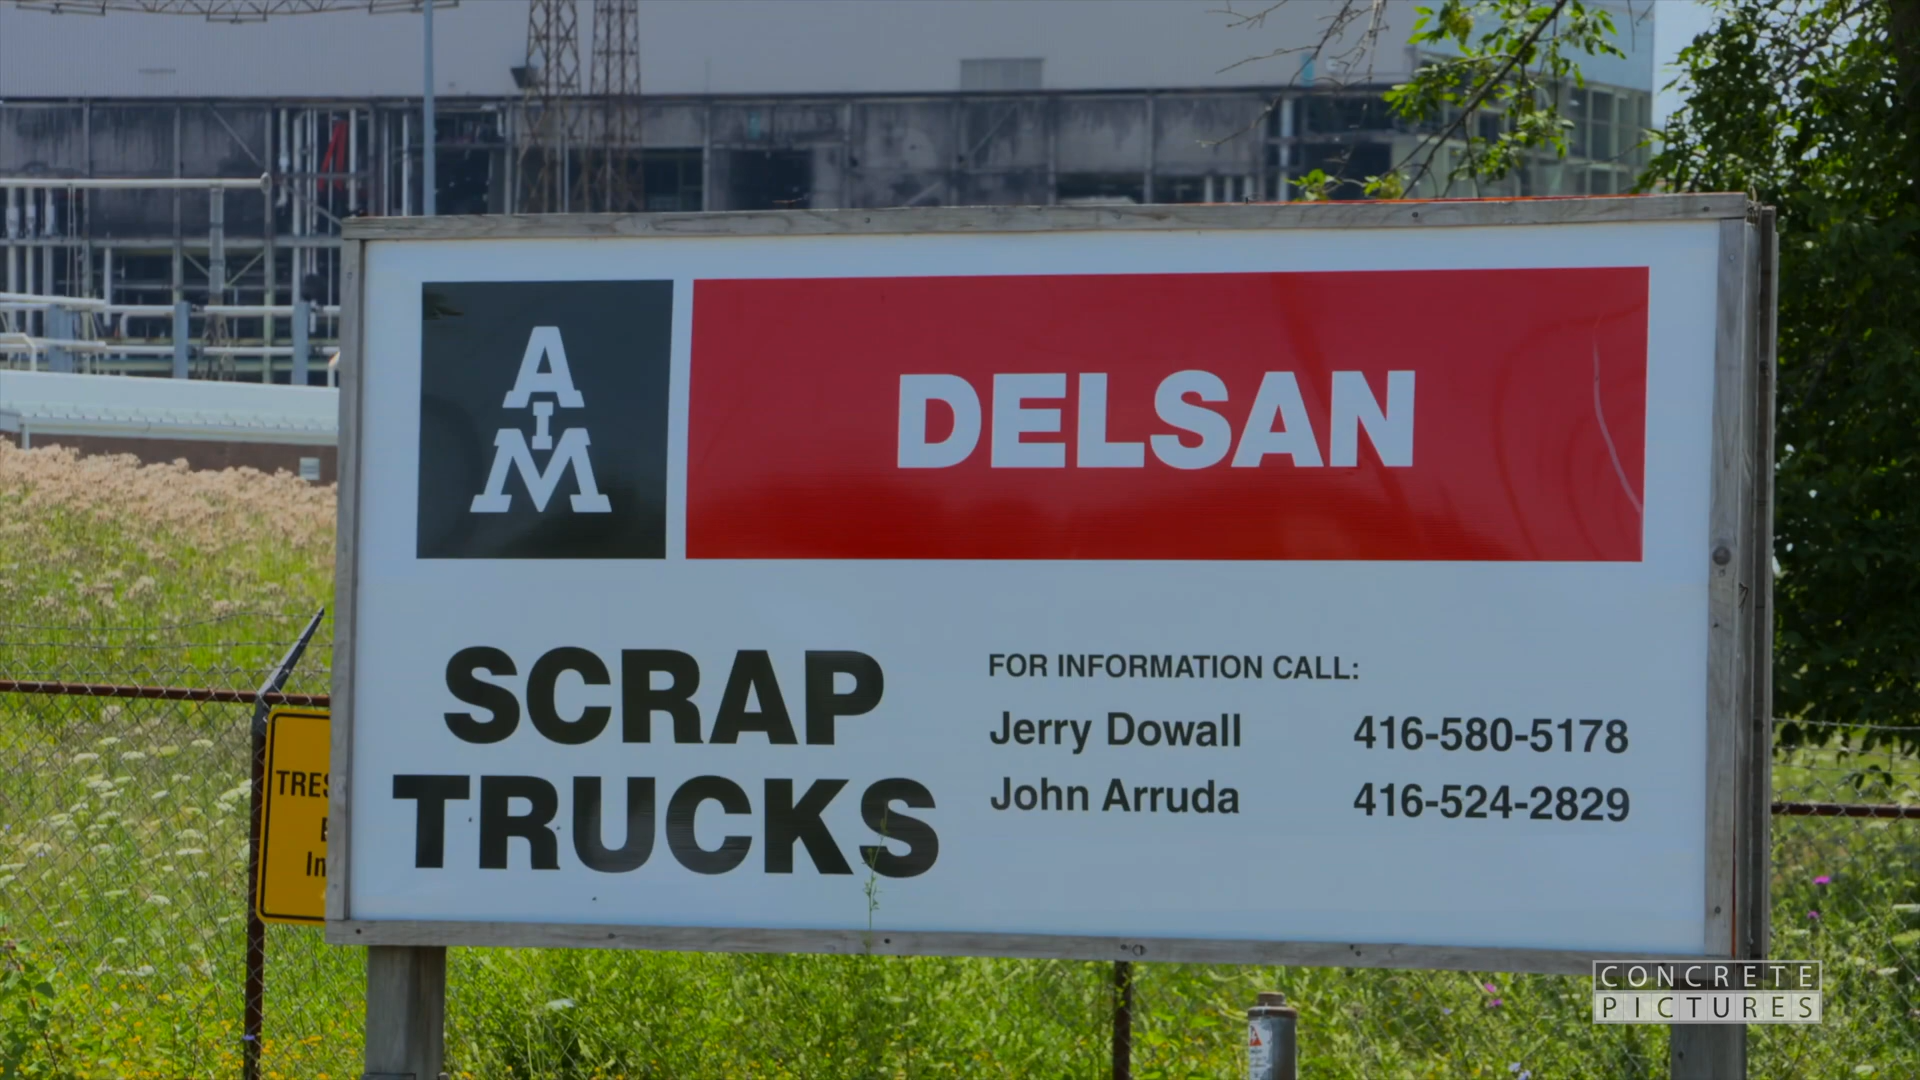 AIM
DELSAN
SCRAP
TRUCKS
FOR INFORMATION CALL:
Jerry Dowall 416-580-5178
John Arruda 416-524-2829
CONCRETE
PICTURES